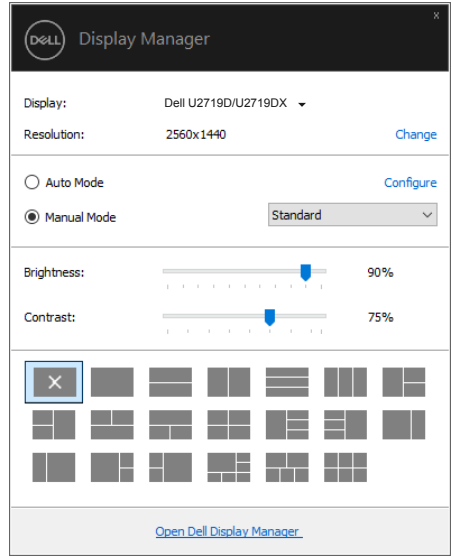 x
DELL Display Manager
Display: Dell U2719D/U2719DX
Resolution: 2560x1440 Change
Auto Mode Configure
Manual Mode Standard
Brightness: 90%
Contrast: 75%
Open Dell Display Manager